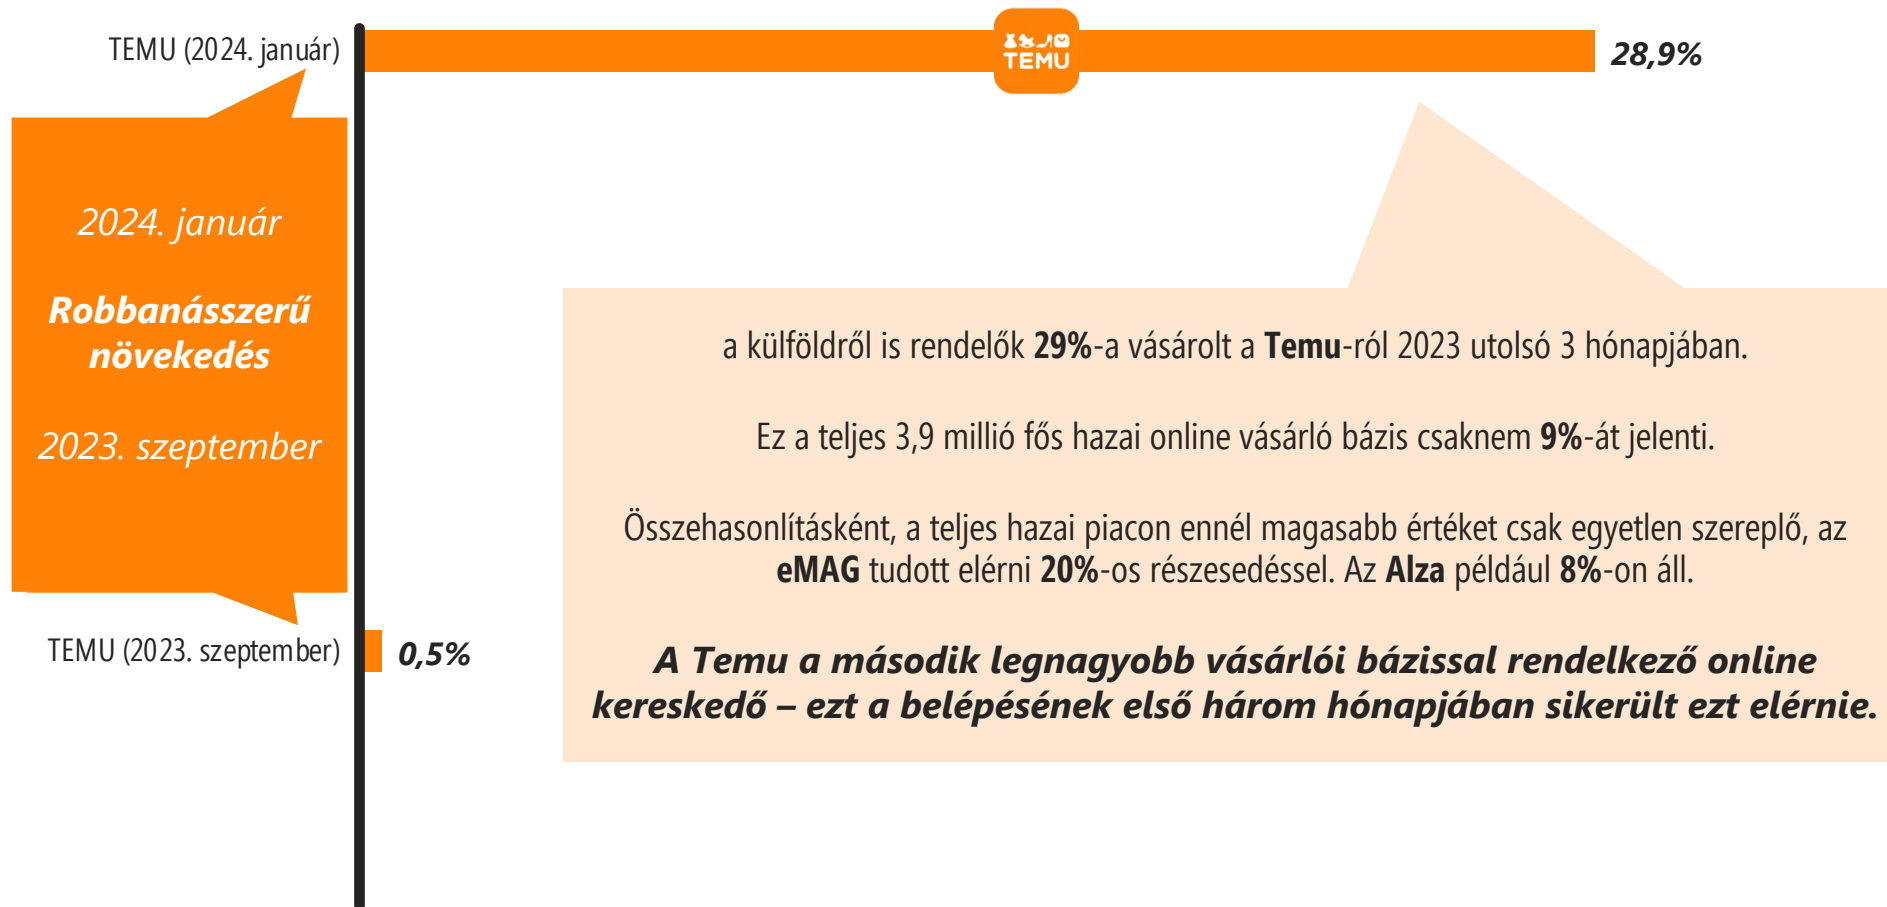 TEMU (2024. január)
TEMU
28,9%
2024. január
Robbanásszerű
növekedés
2023. szeptember
a külföldről is rendelők 29%-a vásárolt a Temu-ról 2023 utolsó 3 hónapjában.
Ez a teljes 3,9 millió fős hazai online vásárló bázis csaknem 9%-át jelenti.
Összehasonlításként, a teljes hazai piacon ennél magasabb értéket csak egyetlen szereplő, az
eMAG tudott elérni 20%-os részesedéssel. Az Alza például 8%-on áll.
A Temu a második legnagyobb vásárlói bázissal rendelkező online
kereskedő – ezt a belépésének első három hónapjában sikerült ezt elérnie.
TEMU (2023. szeptember)
0,5%